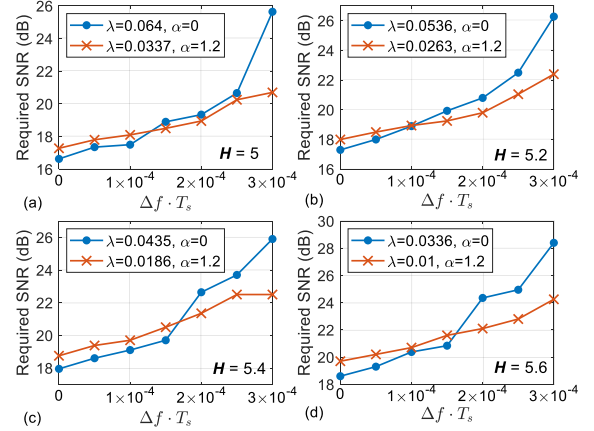 26
24
22
20
18
16
Required SNR (dB)
λ=0.064, α=0
λ=0.0337, α=1.2
H = 5
0 1×10⁻⁴ 2×10⁻⁴ 3×10⁻⁴
(a) Δf · Tₛ
26
24
22
20
18
16
Required SNR (dB)
λ=0.0536, α=0
λ=0.0263, α=1.2
H = 5.2
0 1×10⁻⁴ 2×10⁻⁴ 3×10⁻⁴
(b) Δf · Tₛ
26
24
22
20
18
Required SNR (dB)
λ=0.0435, α=0
λ=0.0186, α=1.2
H = 5.4
0 1×10⁻⁴ 2×10⁻⁴ 3×10⁻⁴
(c) Δf · Tₛ
30
28
26
24
22
20
18
Required SNR (dB)
λ=0.0336, α=0
λ=0.01, α=1.2
H = 5.6
0 1×10⁻⁴ 2×10⁻⁴ 3×10⁻⁴
(d) Δf · Tₛ